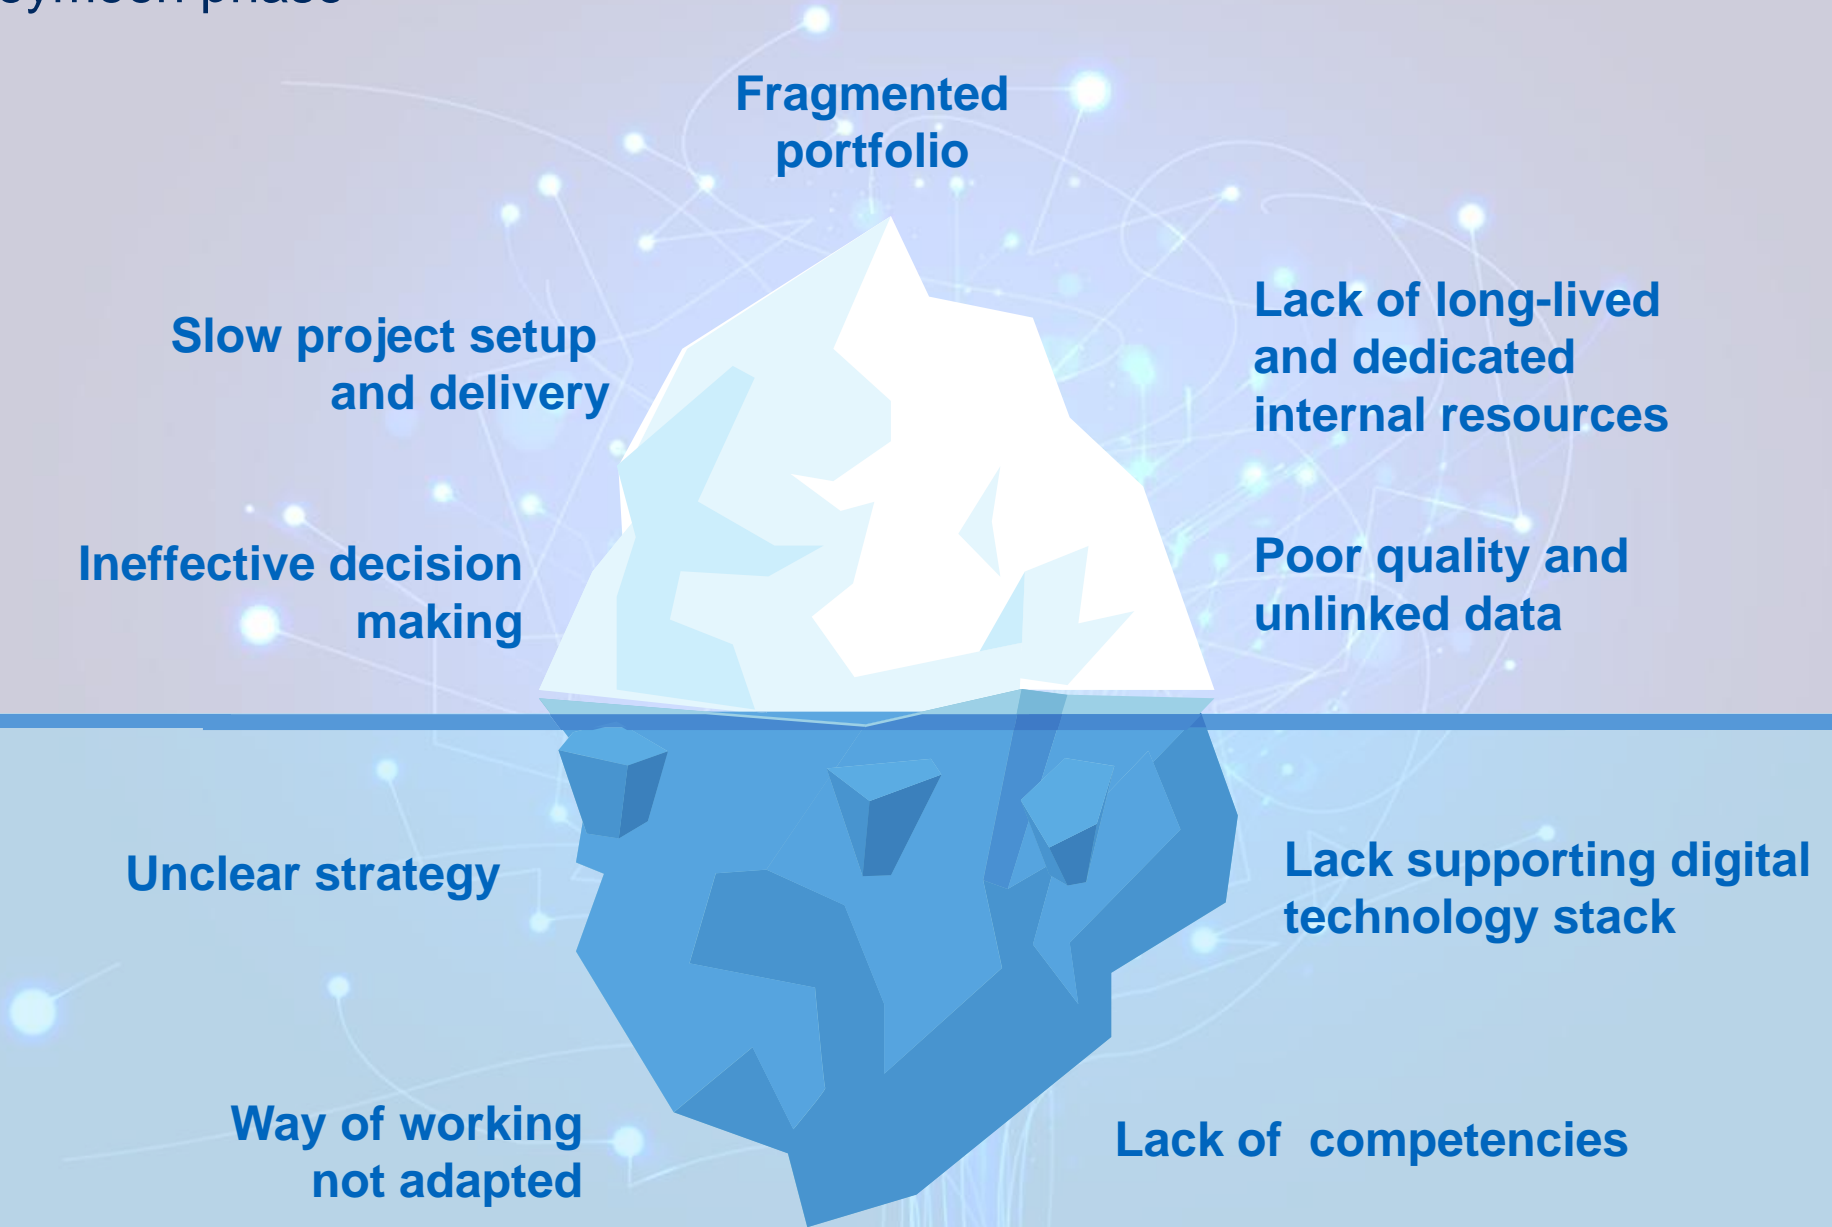 phase
Fragmented
portfolio
Slow project setup
and delivery
Lack of long-lived
and dedicated
internal resources
Ineffective decision
making
Poor quality and
unlinked data
Unclear strategy
Lack supporting digital
technology stack
Way of working
not adapted
Lack of  competencies